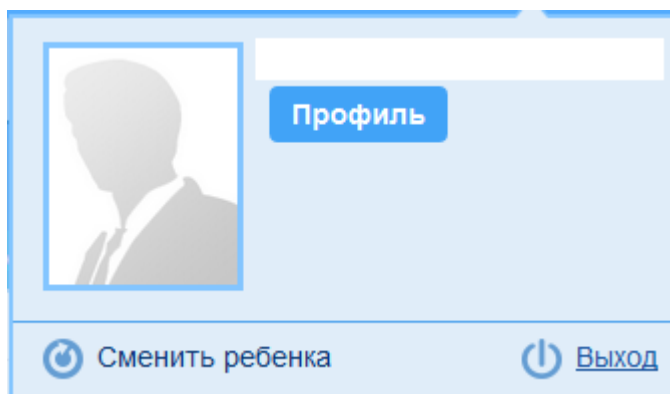 Профиль
Сменить ребенка
Выход